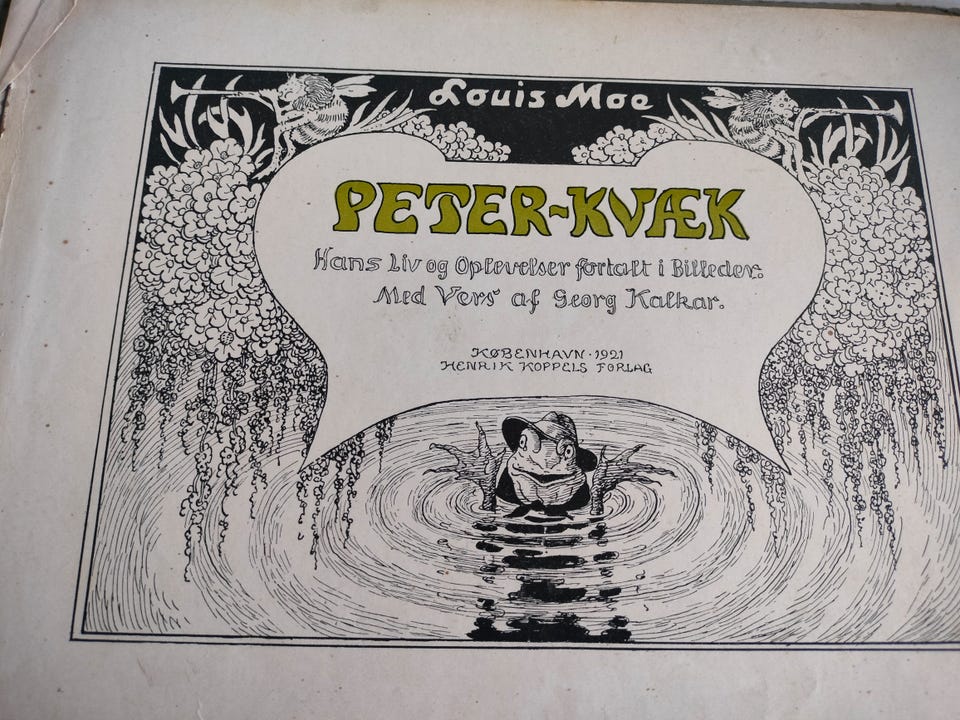 Louis Moe
PETER-KVÆK
Hans Liv og Oplevelser fortalt i Billeder.
Med Vers af Georg Kalkar.
KØBENHAVN · 1921
HENRIK KOPPELS FORLAG